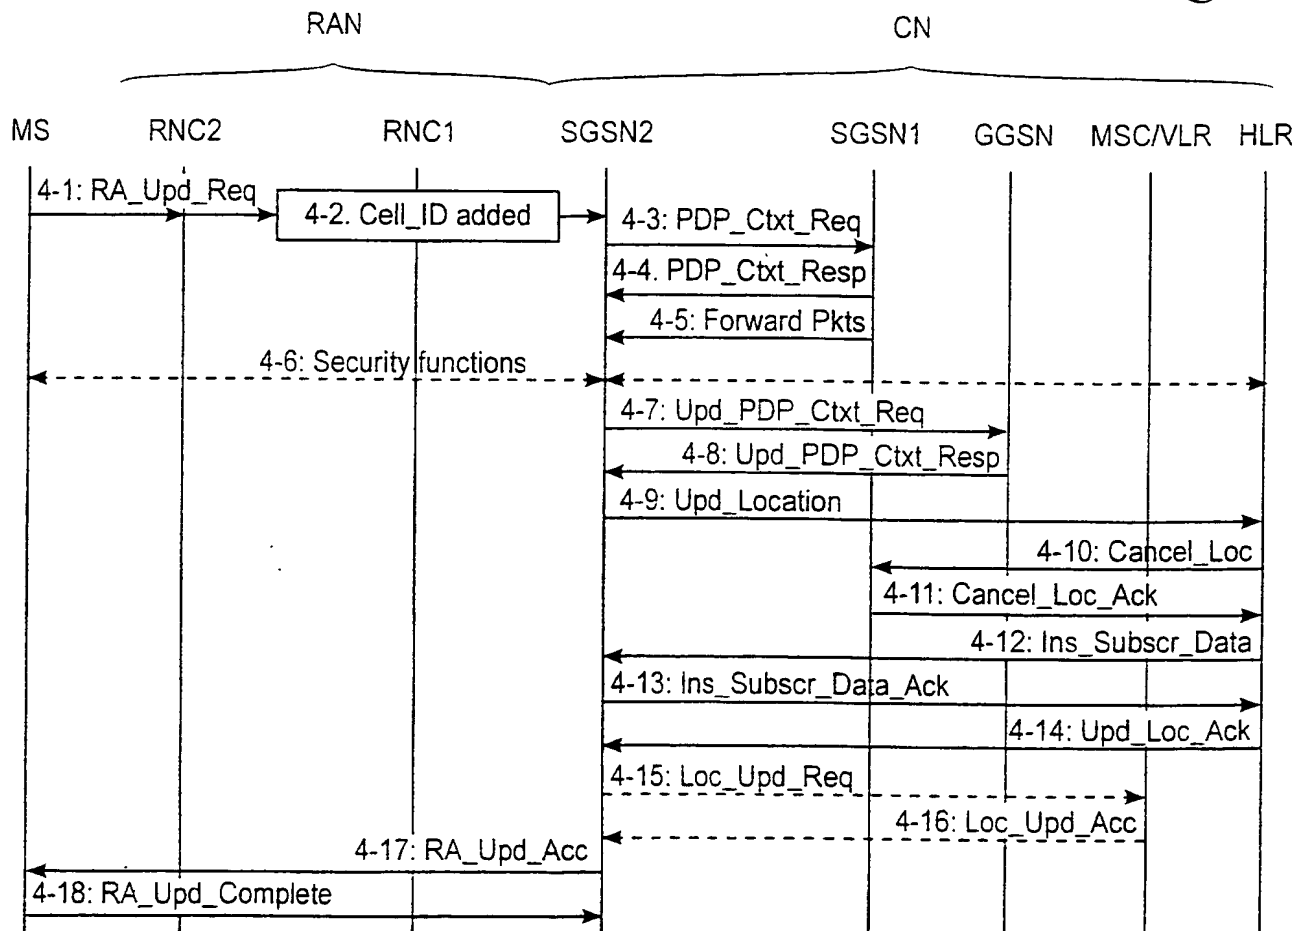 RAN CN
MS RNC2 RNC1 SGSN2 SGSN1 GGSN MSC/VLR HLR
4-1: RA_Upd_Req
4-2. Cell_ID added
4-3: PDP_Ctxt_Req
4-4. PDP_Ctxt_Resp
4-5: Forward Pkts
4-6: Security functions
4-7: Upd_PDP_Ctxt_Req
4-8: Upd_PDP_Ctxt_Resp
4-9: Upd_Location
4-10: Cancel_Loc
4-11: Cancel_Loc_Ack
4-12: Ins_Subscr_Data
4-13: Ins_Subscr_Data_Ack
4-14: Upd_Loc_Ack
4-15: Loc_Upd_Req
4-16: Loc_Upd_Acc
4-17: RA_Upd_Acc
4-18: RA_Upd_Complete